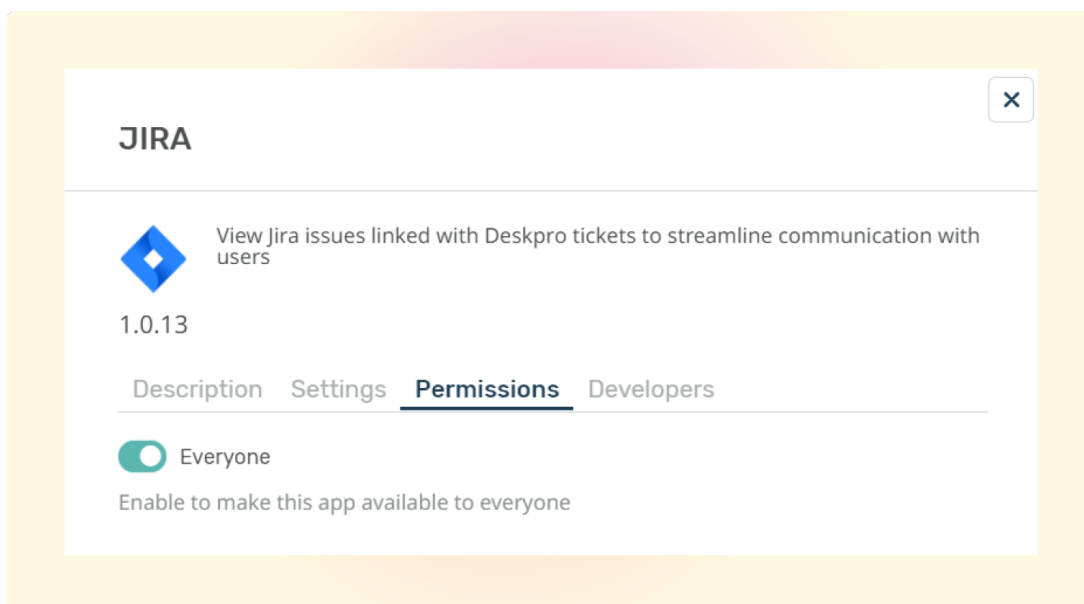 JIRA
View Jira issues linked with Deskpro tickets to streamline communication with
users
1.0.13
Description Settings Permissions Developers
Everyone
Enable to make this app available to everyone